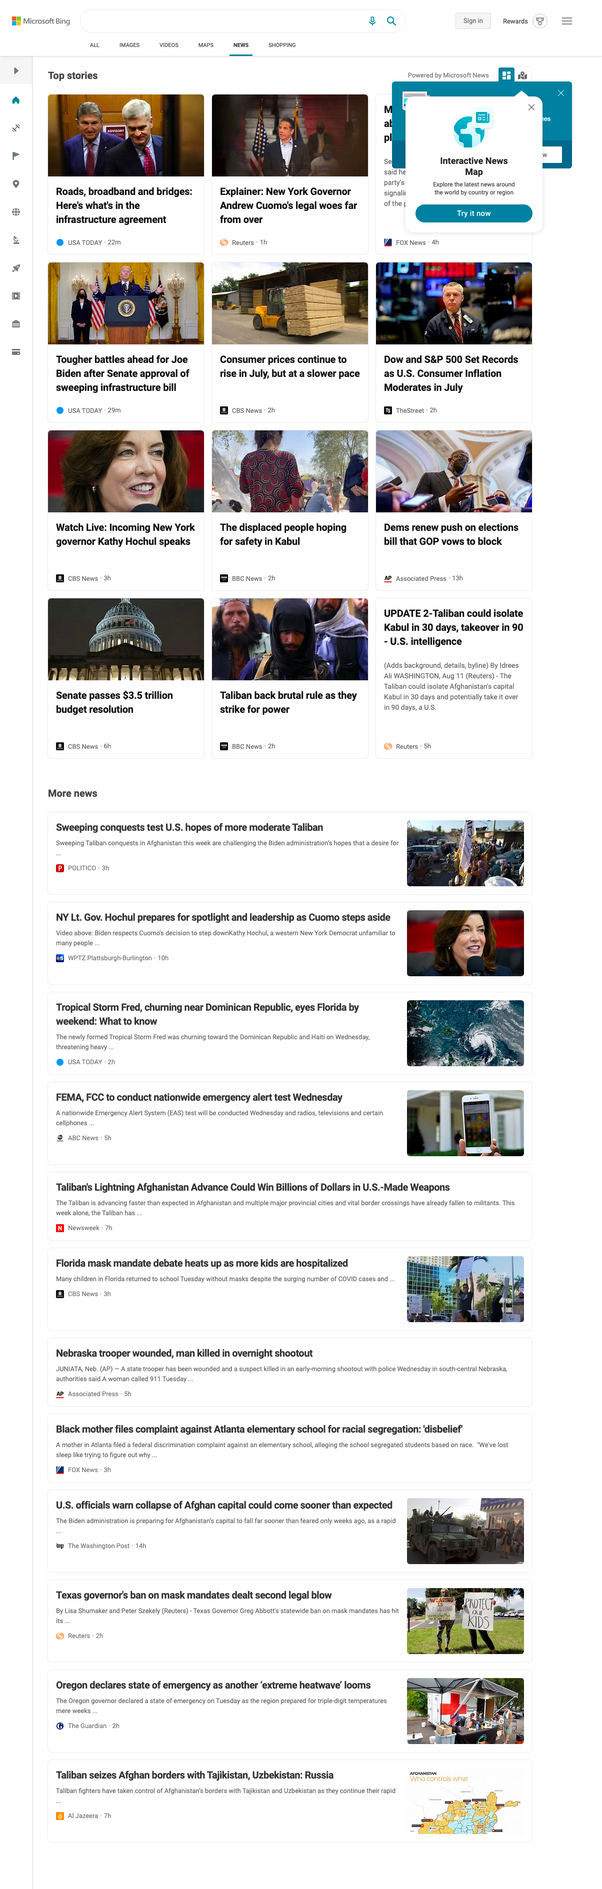 Microsoft Bing
Sign in
Rewards
ALL
IMAGES
VIDEOS
MAPS
NEWS
SHOPPING
Top stories
Powered by Microsoft News
Interactive News
Map
Explore the latest news around
the world by country or region
Try it now
Roads, broadband and bridges:
Here's what's in the
infrastructure agreement
USA TODAY · 22m
Explainer: New York Governor
Andrew Cuomo's legal woes far
from over
Reuters · 1h
said he
party's
signali
of the p
FOX News · 4h
Tougher battles ahead for Joe
Biden after Senate approval of
sweeping infrastructure bill
USA TODAY · 29m
Consumer prices continue to
rise in July, but at a slower pace
CBS News · 2h
Dow and S&P 500 Set Records
as U.S. Consumer Inflation
Moderates in July
TheStreet · 2h
Watch Live: Incoming New York
governor Kathy Hochul speaks
CBS News · 3h
The displaced people hoping
for safety in Kabul
BBC News · 2h
Dems renew push on elections
bill that GOP vows to block
AP Associated Press · 13h
Senate passes $3.5 trillion
budget resolution
CBS News · 6h
Taliban back brutal rule as they
strike for power
BBC News · 2h
UPDATE 2-Taliban could isolate
Kabul in 30 days, takeover in 90
- U.S. intelligence
(Adds background, details, byline) By Idrees
Ali WASHINGTON, Aug 11 (Reuters) - The
Taliban could isolate Afghanistan's capital
Kabul in 30 days and potentially take it over
in 90 days, a U.S.
Reuters · 5h
More news
Sweeping conquests test U.S. hopes of more moderate Taliban
Sweeping Taliban conquests in Afghanistan this week are challenging the Biden administration's hopes that a desire for
...
POLITICO · 3h
NY Lt. Gov. Hochul prepares for spotlight and leadership as Cuomo steps aside
Video above: Biden respects Cuomo's decision to step downKathy Hochul, a western New York Democrat unfamiliar to
many people ...
WPTZ Plattsburgh-Burlington · 10h
Tropical Storm Fred, churning near Dominican Republic, eyes Florida by
weekend: What to know
The newly formed Tropical Storm Fred was churning toward the Dominican Republic and Haiti on Wednesday,
threatening heavy ...
USA TODAY · 2h
FEMA, FCC to conduct nationwide emergency alert test Wednesday
A nationwide Emergency Alert System (EAS) test will be conducted Wednesday and radios, televisions and certain
cellphones ...
ABC News · 5h
Taliban's Lightning Afghanistan Advance Could Win Billions of Dollars in U.S.-Made Weapons
The Taliban is advancing faster than expected in Afghanistan and multiple major provincial cities and vital border crossings have already fallen to militants. This
week alone, the Taliban has ...
Newsweek · 7h
Florida mask mandate debate heats up as more kids are hospitalized
Many children in Florida returned to school Tuesday without masks despite the surging number of COVID cases and ...
CBS News · 3h
Nebraska trooper wounded, man killed in overnight shootout
JUNIATA, Neb. (AP) — A state trooper has been wounded and a suspect killed in an early-morning shootout with police Wednesday in south-central Nebraska,
authorities said.A woman called 911 Tuesday ...
AP Associated Press · 5h
Black mother files complaint against Atlanta elementary school for racial segregation: 'disbelief'
A mother in Atlanta filed a federal discrimination complaint against an elementary school, alleging the school segregated students based on race. "We've lost
sleep like trying to figure out why ...
FOX News · 3h
U.S. officials warn collapse of Afghan capital could come sooner than expected
The Biden administration is preparing for Afghanistan's capital to fall far sooner than feared only weeks ago, as a rapid
...
wp The Washington Post · 14h
Texas governor's ban on mask mandates dealt second legal blow
By Lisa Shumaker and Peter Szekely (Reuters) - Texas Governor Greg Abbott's statewide ban on mask mandates has hit
its ...
PROTECT
OUR
KIDS
Reuters · 2h
Oregon declares state of emergency as another 'extreme heatwave' looms
The Oregon governor declared a state of emergency on Tuesday as the region prepared for triple-digit temperatures
mere weeks ...
The Guardian · 2h
Taliban seizes Afghan borders with Tajikistan, Uzbekistan: Russia
Taliban fighters have taken control of Afghanistan's borders with Tajikistan and Uzbekistan as they continue their rapid
...
Al Jazeera · 7h
AFGHANISTAN
Who controls what